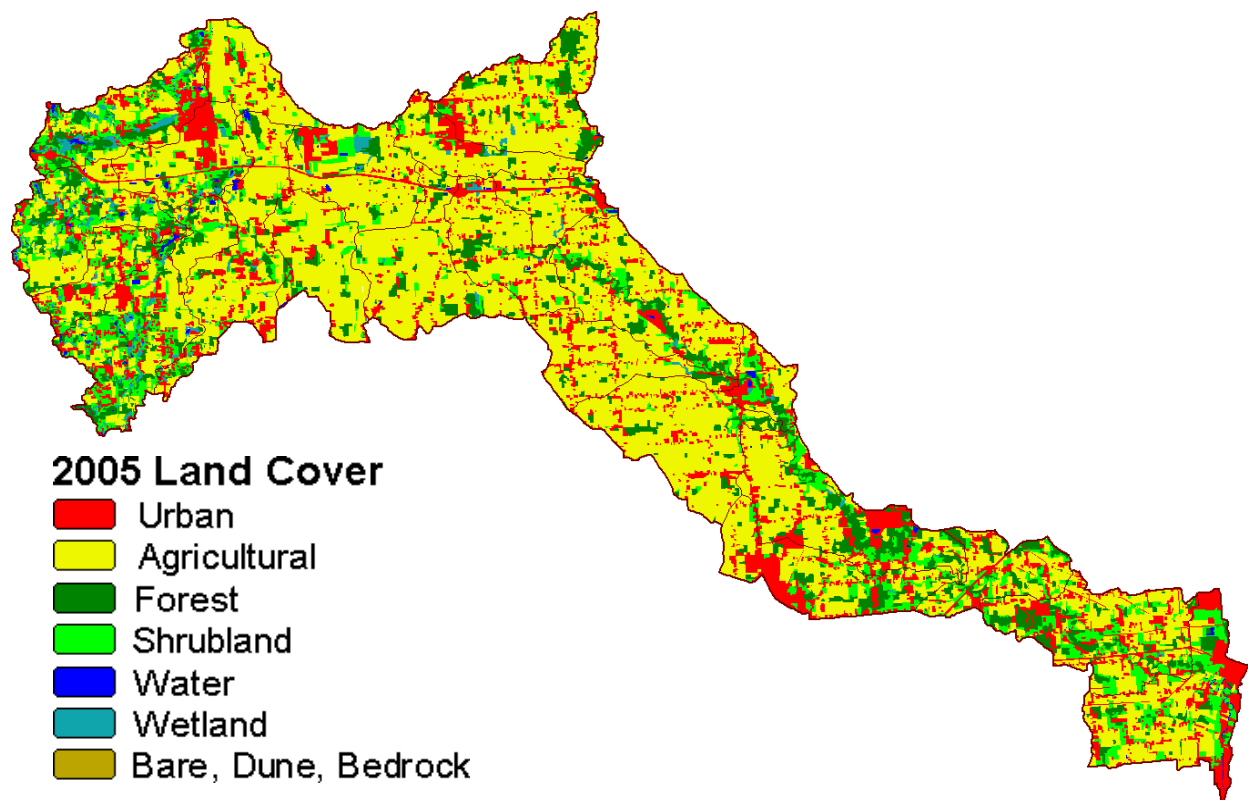 2005 Land Cover
Urban
Agricultural
Forest
Shrubland
Water
Wetland
Bare, Dune, Bedrock